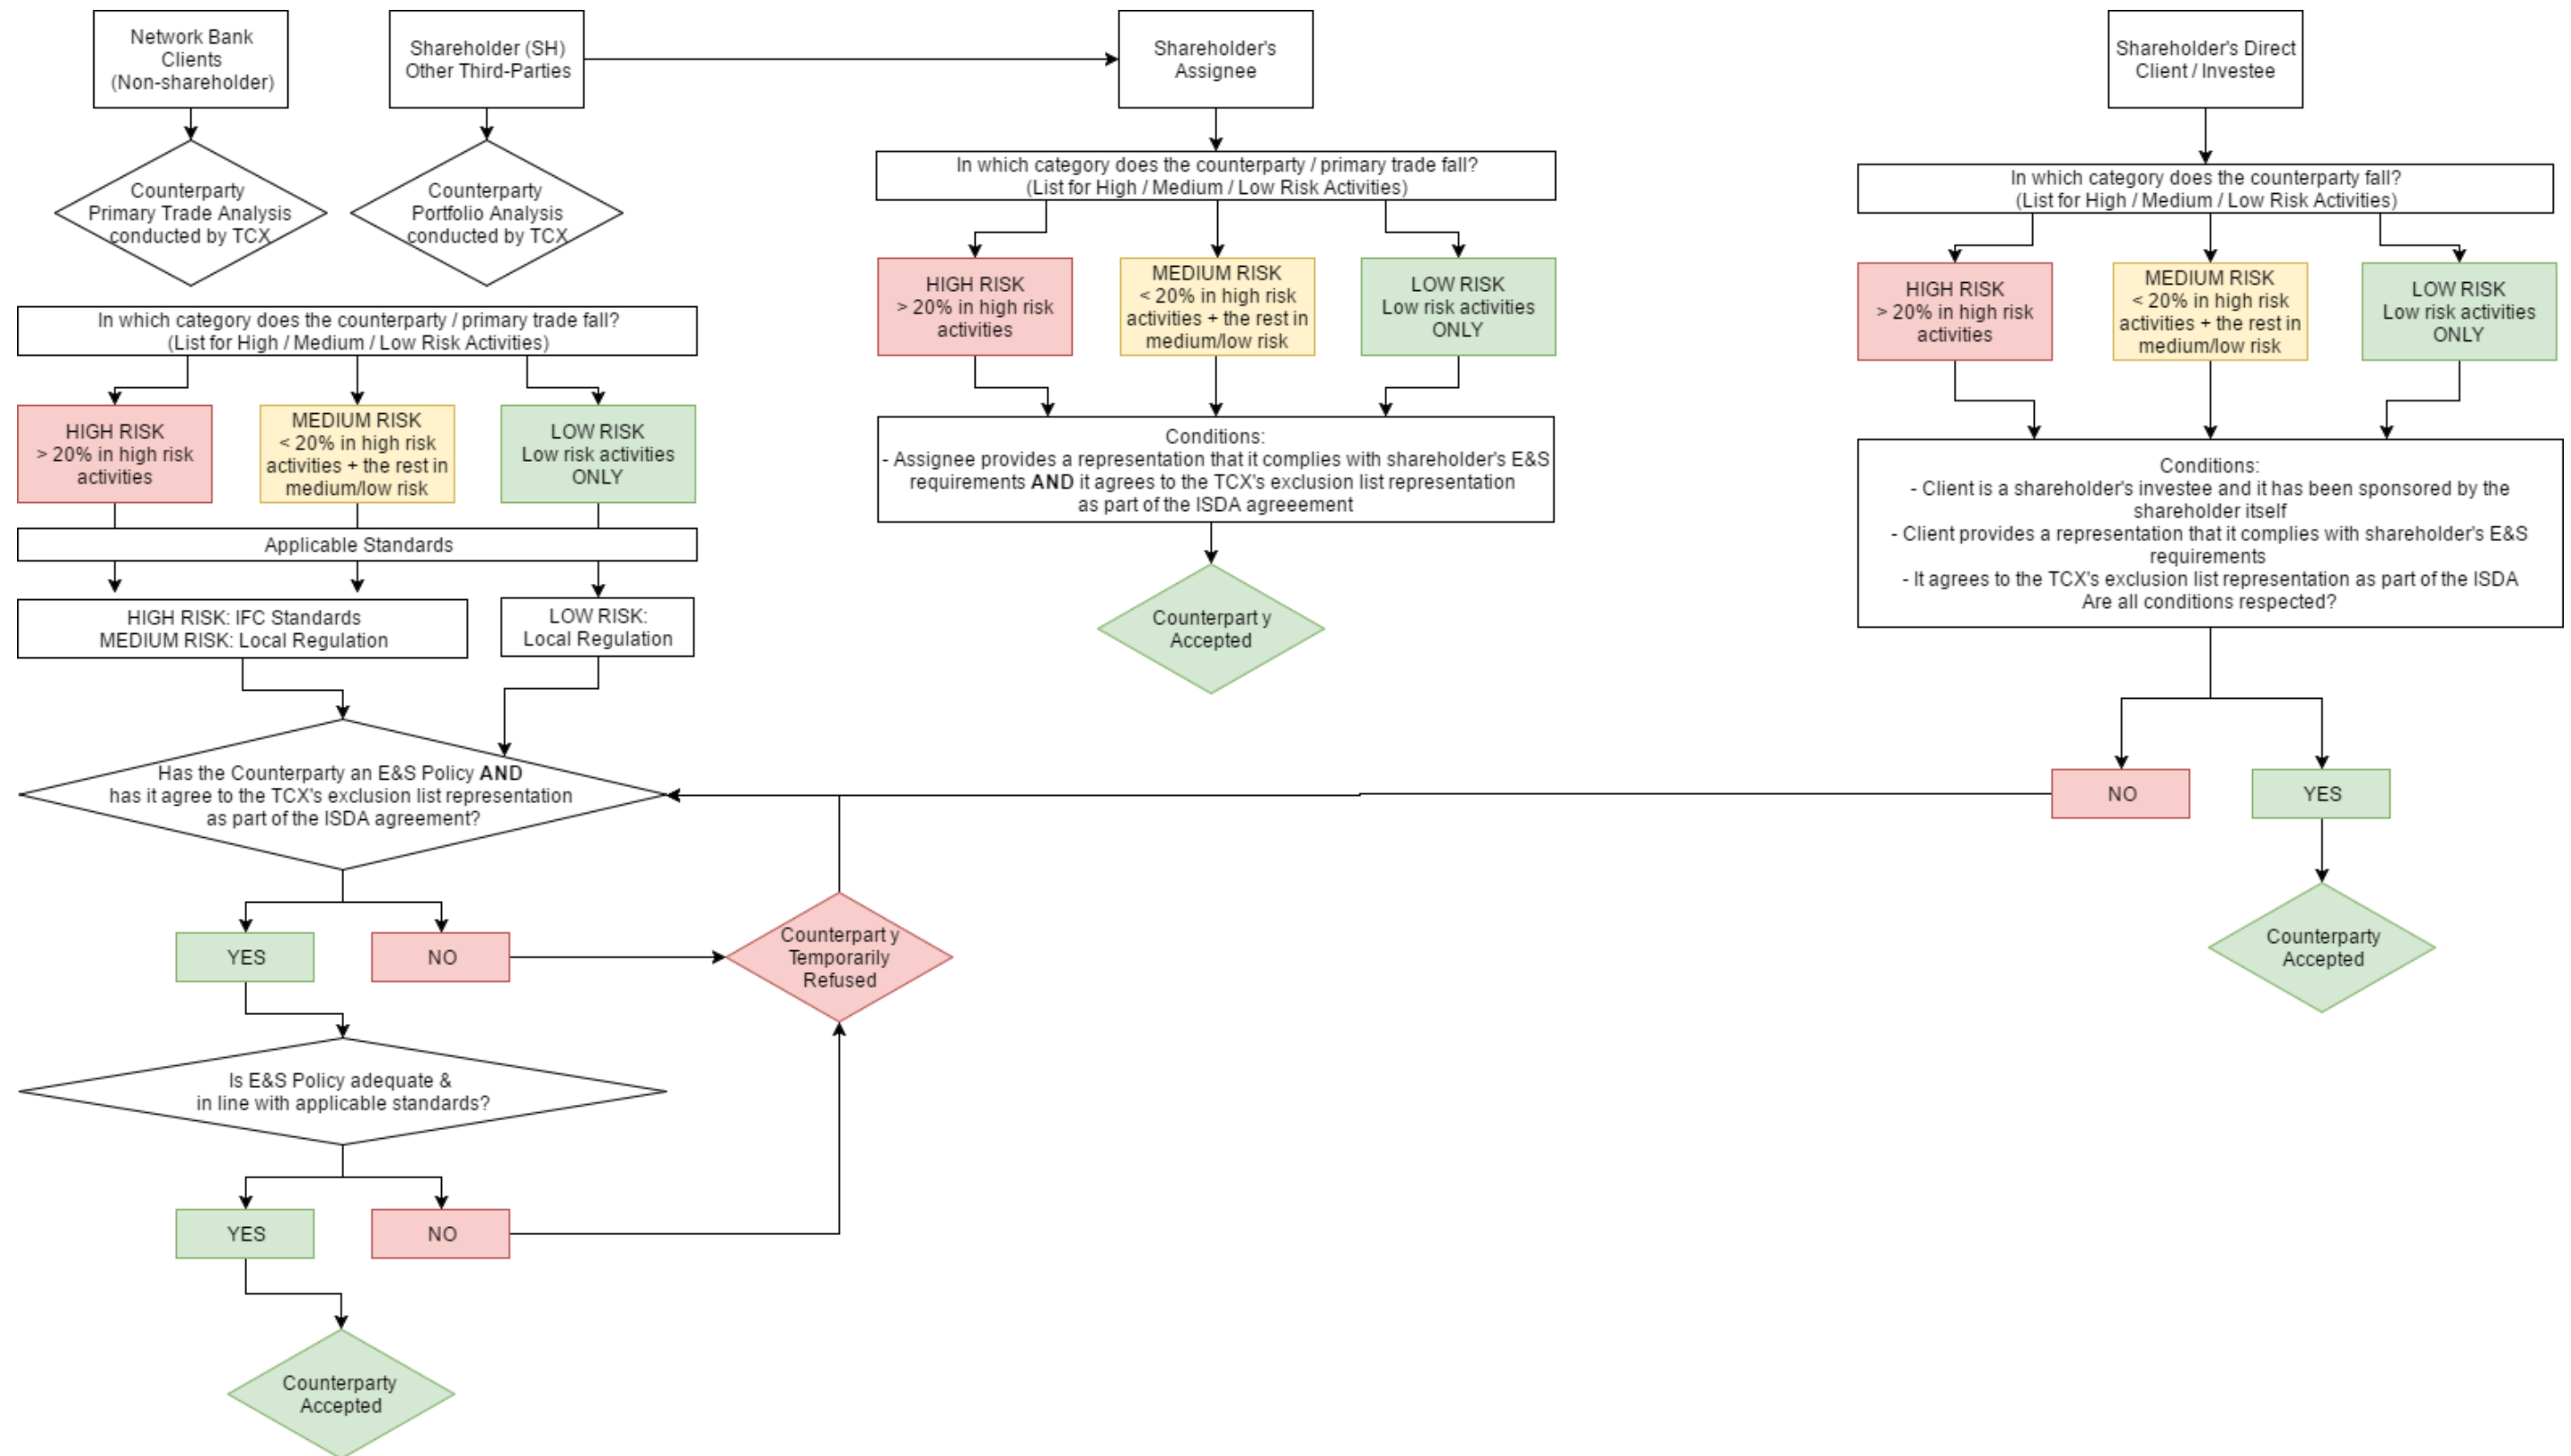 Network Bank
Clients
(Non-shareholder)
Shareholder (SH)
Other Third-Parties
Shareholder's
Assignee
Shareholder's Direct
Client / Investee
Counterparty
Primary Trade Analysis
conducted by TCX
Counterparty
Portfolio Analysis
conducted by TCX
In which category does the counterparty / primary trade fall?
(List for High / Medium / Low Risk Activities)
HIGH RISK
> 20% in high risk
activities
MEDIUM RISK
< 20% in high risk
activities + the rest in
medium/low risk
LOW RISK
Low risk activities
ONLY
Applicable Standards
HIGH RISK: IFC Standards
MEDIUM RISK: Local Regulation
LOW RISK:
Local Regulation
Has the Counterparty an E&S Policy AND
has it agree to the TCX's exclusion list representation
as part of the ISDA agreement?
YES
NO
Counterpart y
Temporarily
Refused
Is E&S Policy adequate &
in line with applicable standards?
YES
NO
Counterparty
Accepted
In which category does the counterparty / primary trade fall?
(List for High / Medium / Low Risk Activities)
HIGH RISK
> 20% in high risk
activities
MEDIUM RISK
< 20% in high risk
activities + the rest in
medium/low risk
LOW RISK
Low risk activities
ONLY
Conditions:
- Assignee provides a representation that it complies with shareholder's E&S
requirements AND it agrees to the TCX's exclusion list representation
as part of the ISDA agreeement
Counterpart y
Accepted
In which category does the counterparty fall?
(List for High / Medium / Low Risk Activities)
HIGH RISK
> 20% in high risk
activities
MEDIUM RISK
< 20% in high risk
activities + the rest in
medium/low risk
LOW RISK
Low risk activities
ONLY
Conditions:
- Client is a shareholder's investee and it has been sponsored by the
shareholder itself
- Client provides a representation that it complies with shareholder's E&S
requirements
- It agrees to the TCX's exclusion list representation as part of the ISDA
Are all conditions respected?
NO
YES
Counterparty
Accepted